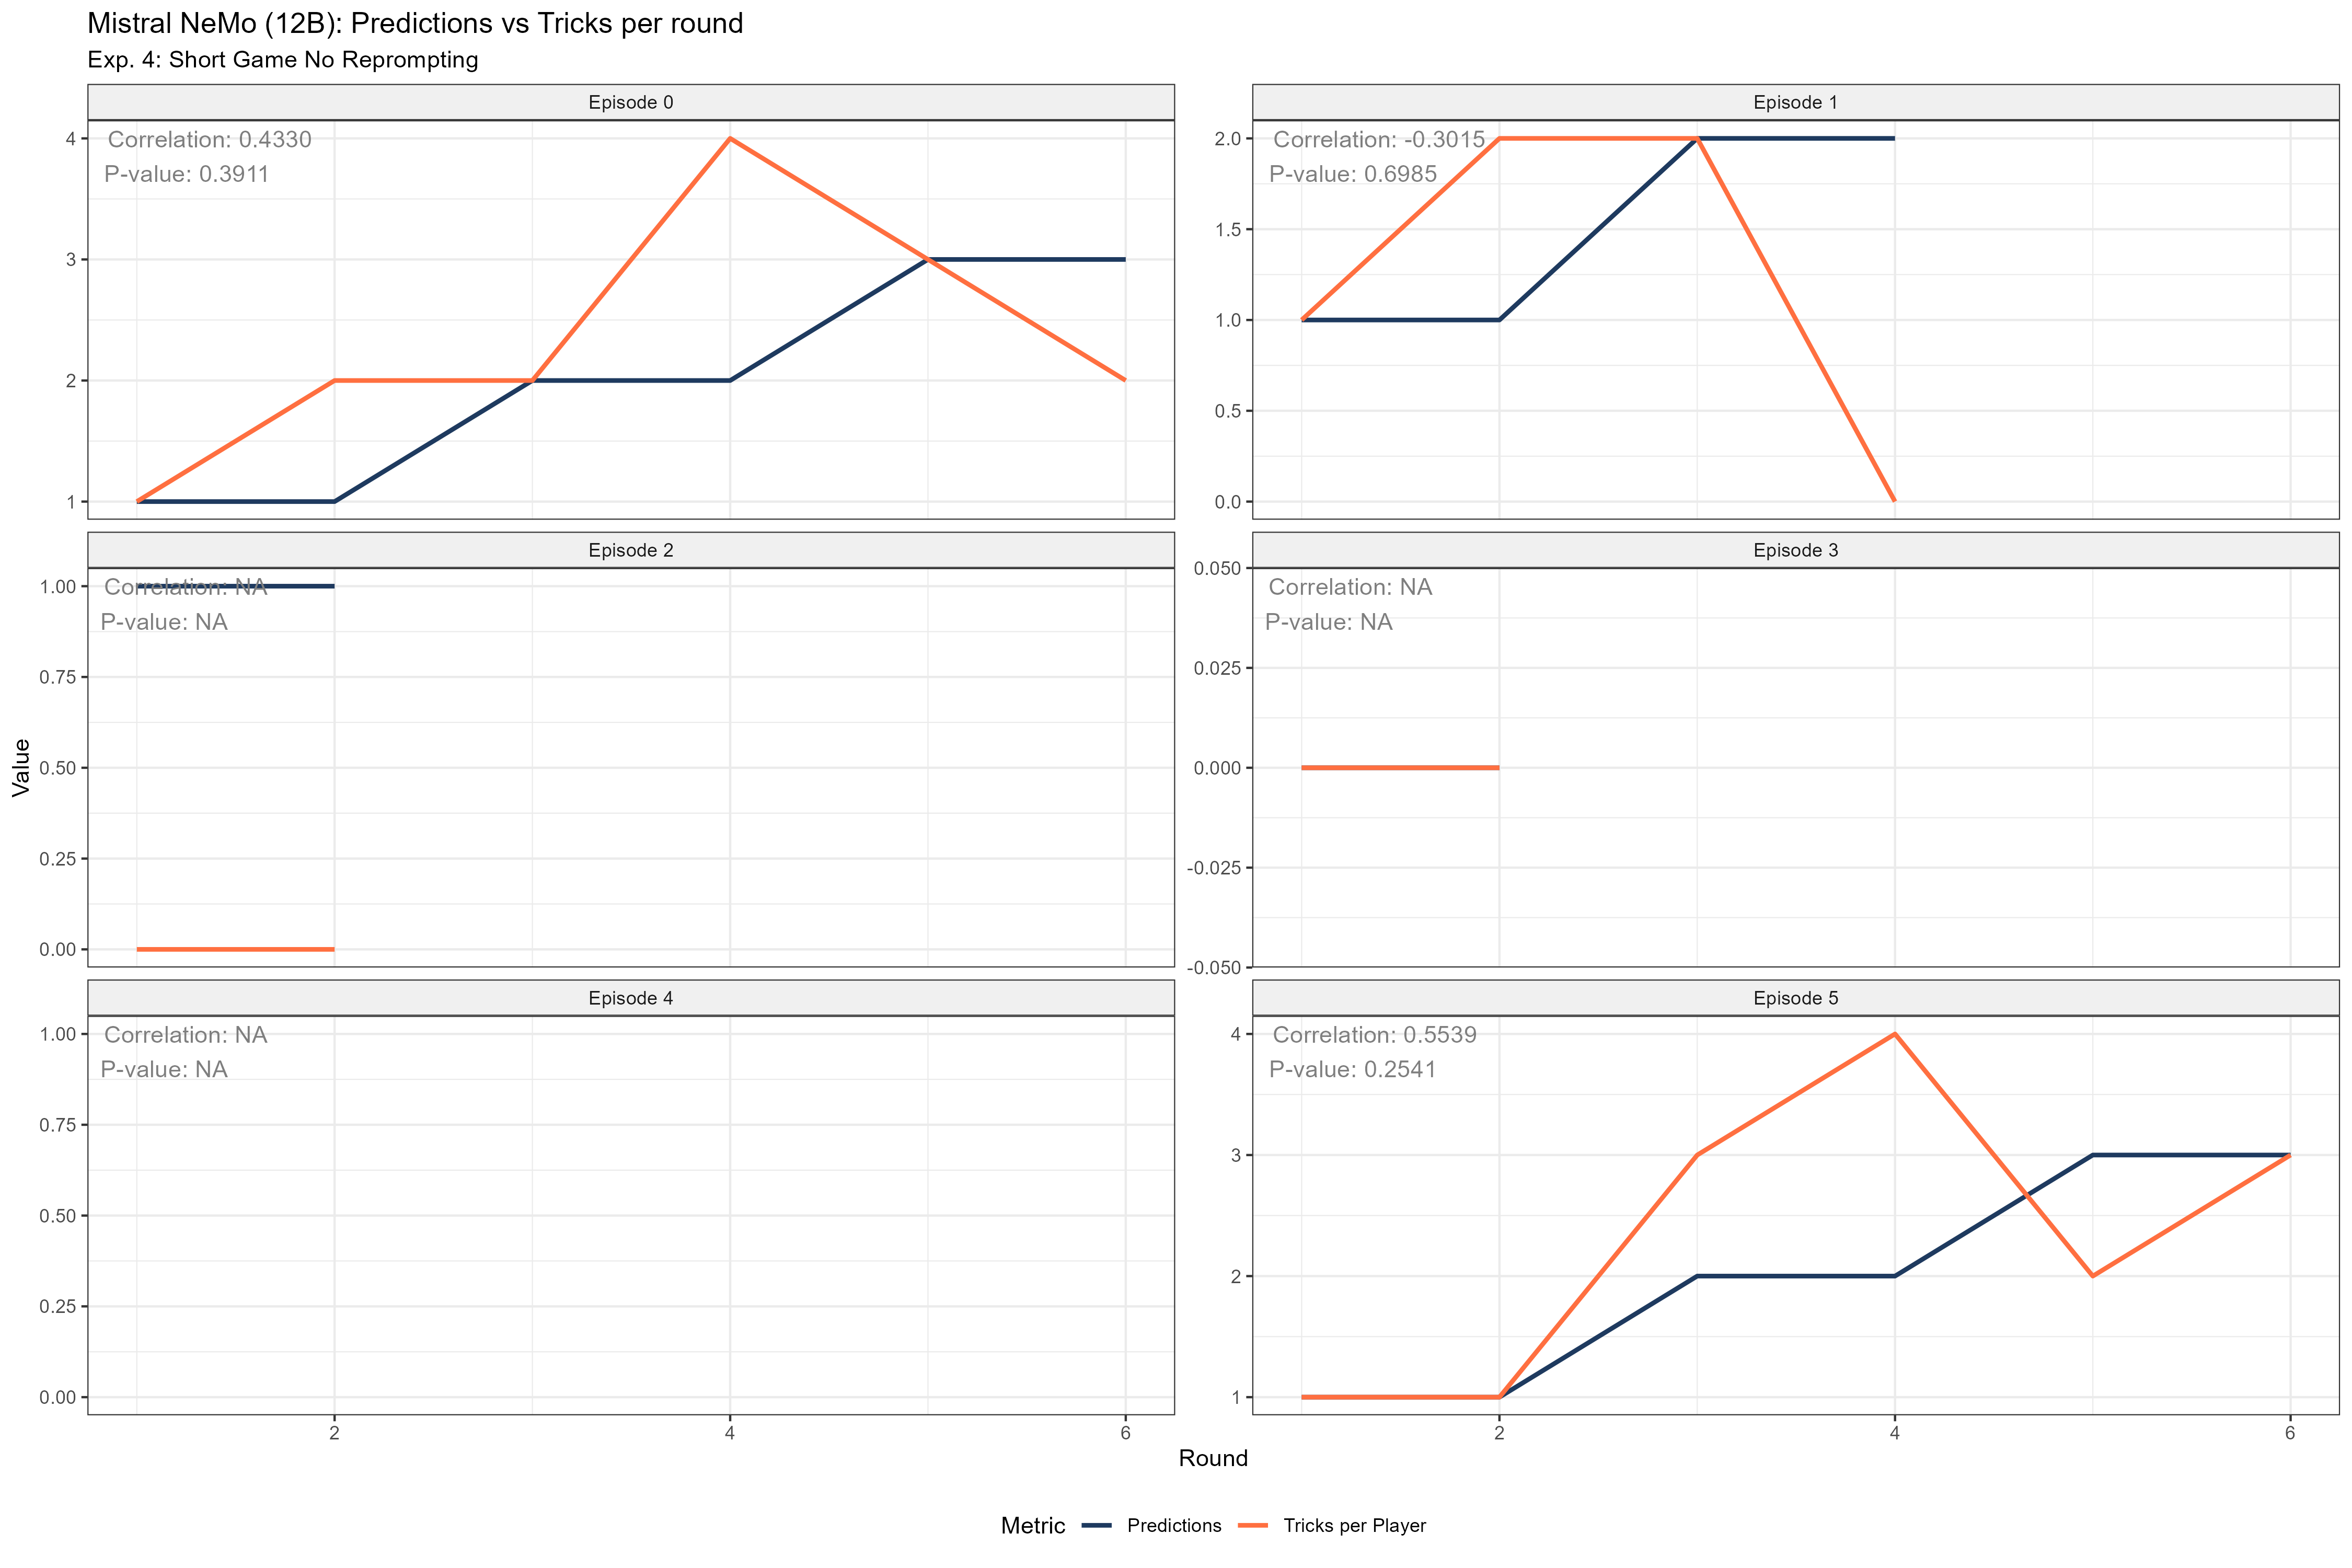 Mistral NeMo (12B): Predictions vs Tricks per round
Exp. 4: Short Game No Reprompting
Episode 0
Correlation: 0.4330
P-value: 0.3911
4
3
2
1
Episode 1
Correlation: -0.3015
P-value: 0.6985
2.0
1.5
1.0
0.5
0.0
Episode 2
Correlation: NA
P-value: NA
1.00
0.75
0.50
0.25
0.00
Episode 3
Correlation: NA
P-value: NA
0.050
0.025
0.000
-0.025
-0.050
Episode 4
Correlation: NA
P-value: NA
1.00
0.75
0.50
0.25
0.00
2 4 6
Episode 5
Correlation: 0.5539
P-value: 0.2541
4
3
2
1
2 4 6
Value
Round
Metric Predictions Tricks per Player